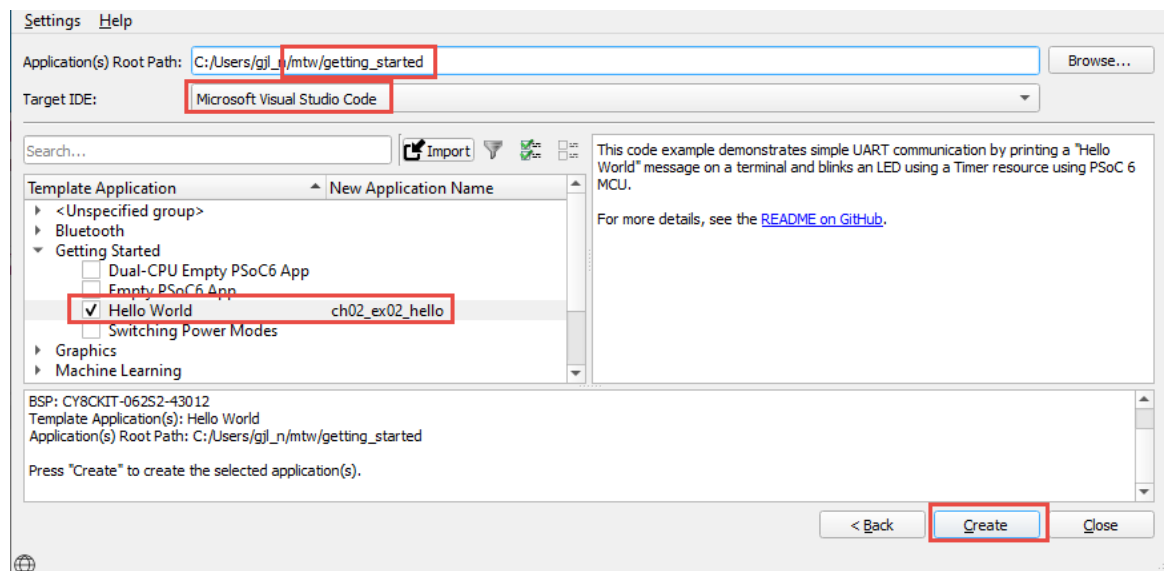 Settings Help
Application(s) Root Path: C:/Users/gjl_n/mtw/getting_started Browse...
Target IDE: Microsoft Visual Studio Code
Search... Import
Template Application New Application Name
<Unspecified group>
Bluetooth
Getting Started
Dual-CPU Empty PSoC6 App
Empty PSoC6 App
Hello World ch02_ex02_hello
Switching Power Modes
Graphics
Machine Learning
This code example demonstrates simple UART communication by printing a "Hello
World" message on a terminal and blinks an LED using a Timer resource using PSoC 6
MCU.
For more details, see the README on GitHub.
BSP: CY8CKIT-062S2-43012
Template Application(s): Hello World
Application(s) Root Path: C:/Users/gjl_n/mtw/getting_started
Press "Create" to create the selected application(s).
< Back Create Close